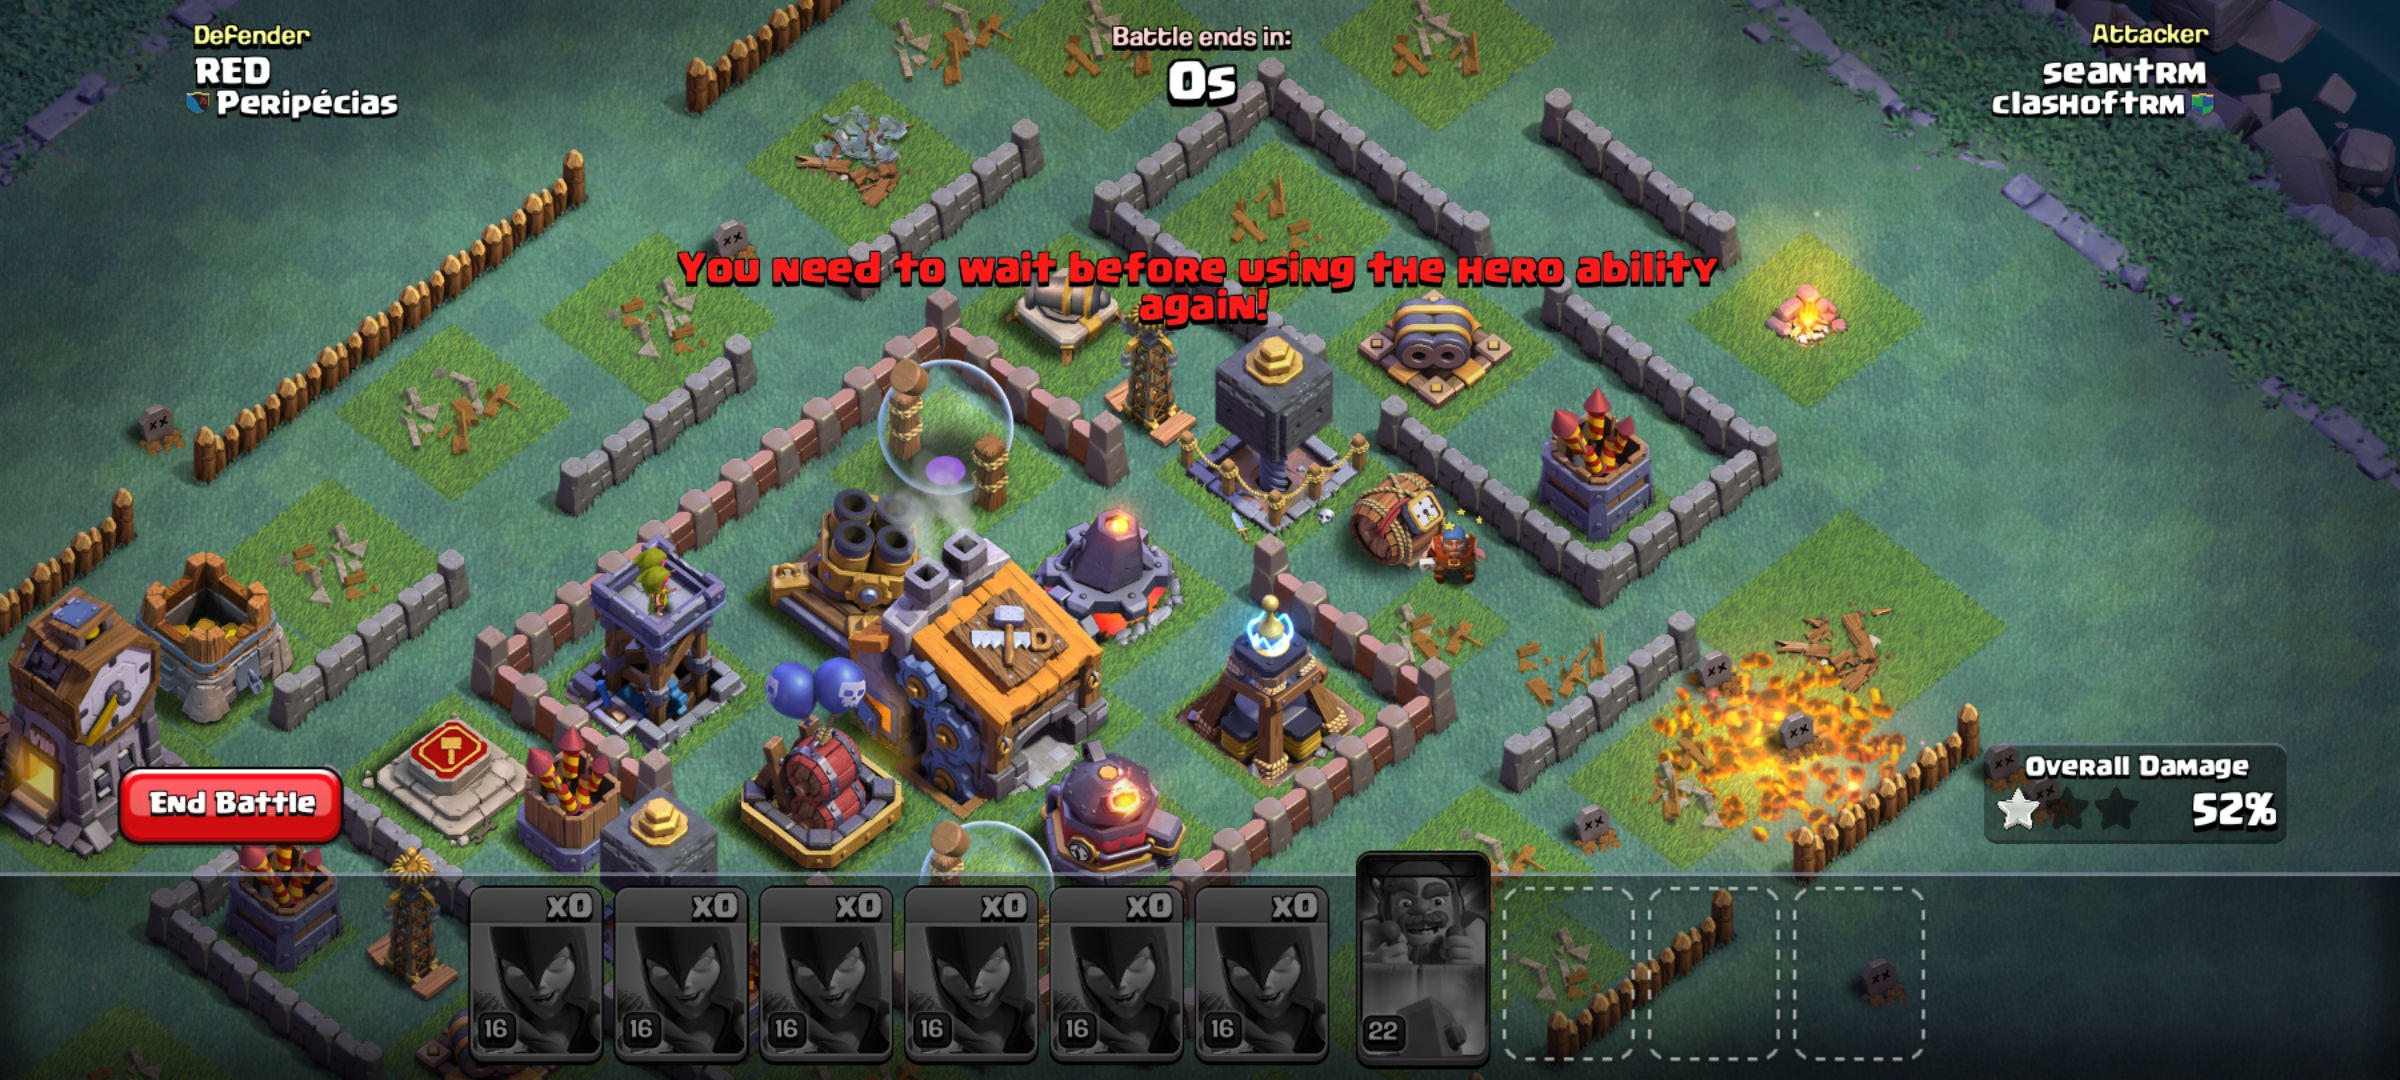 Defender
RED
Peripécias
Battle ends in:
0s
Attacker
seantrm
clashoftrm
You need to wait before using the Hero ability
again!
End Battle
Overall Damage
52%
x0
x0
x0
x0
x0
x0
16
16
16
16
16
16
22